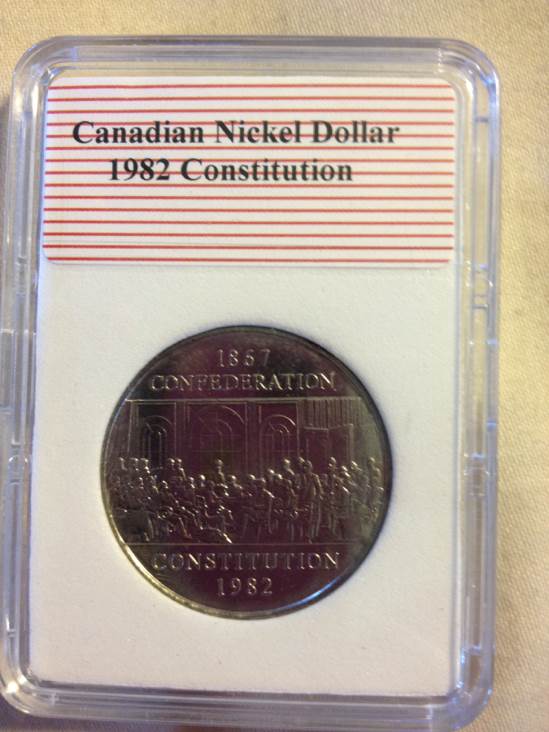 Canadian Nickel Dollar
1982 Constitution
1867
CONFEDERATION
CONSTITUTION
1982